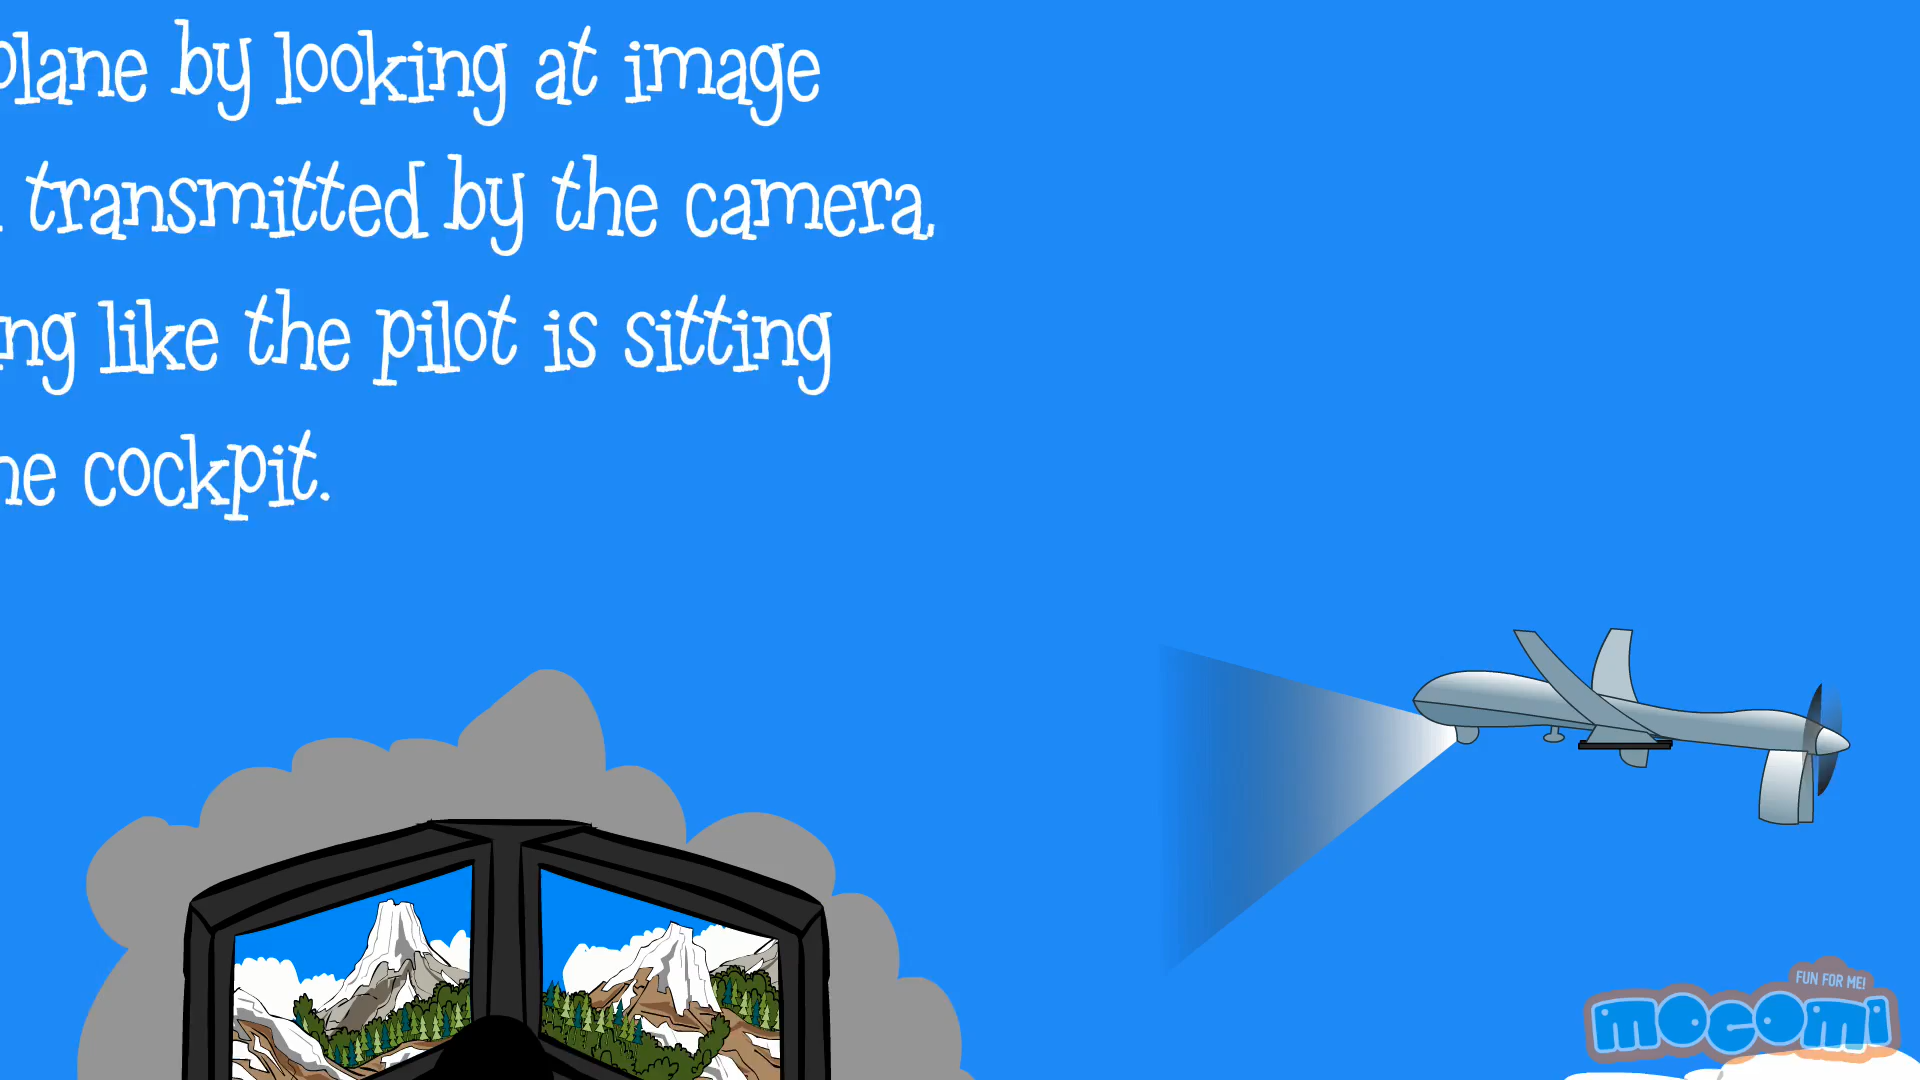 plane by looking at image
transmitted by the camera,
ng like the pilot is sitting
he cockpit.
FUN FOR ME!
mocomi